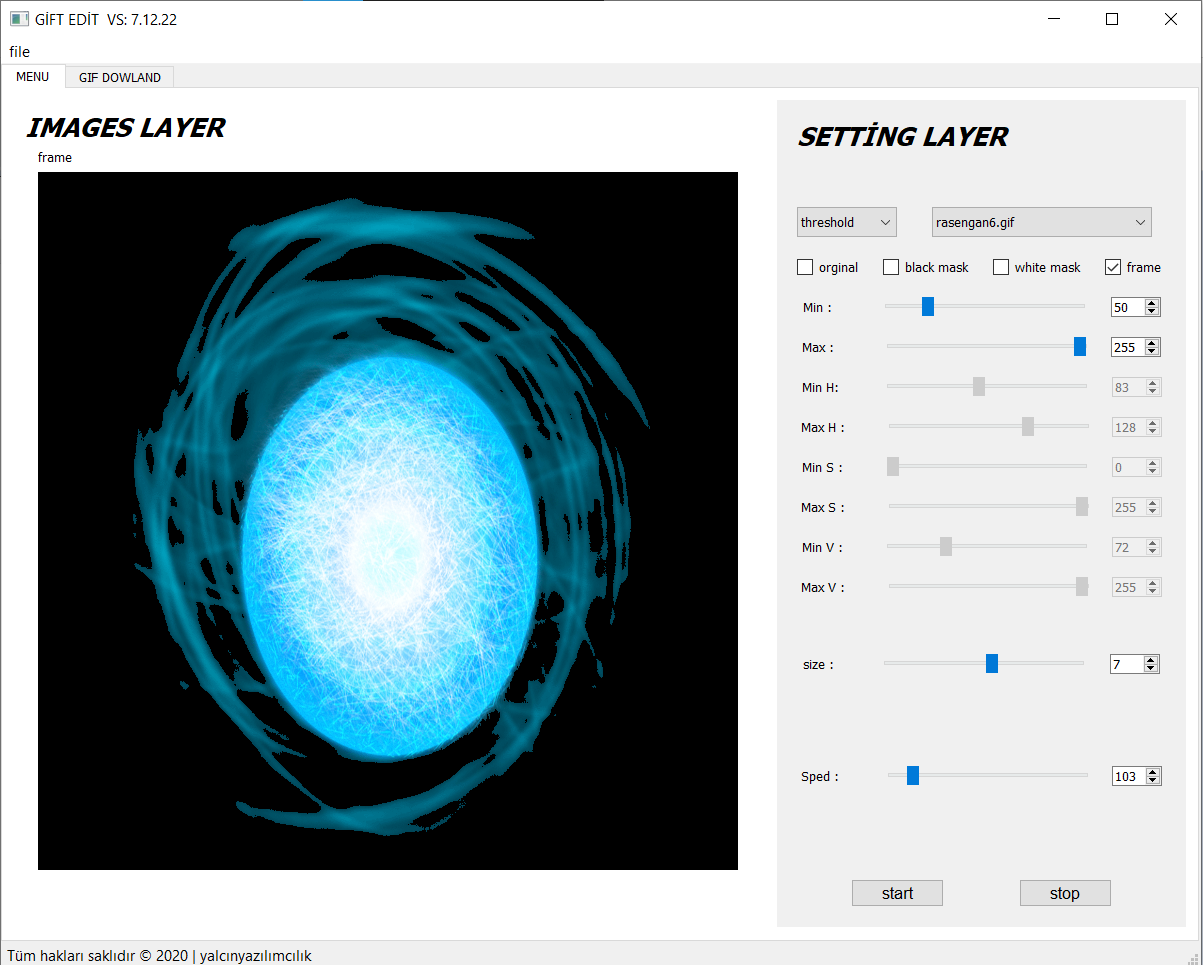 GİFT EDİT VS: 7.12.22
file
MENU
GIF DOWLAND
IMAGES LAYER
frame
SETTİNG LAYER
threshold
rasengan6.gif
orginal
black mask
white mask
frame
Min :
50
Max :
255
Min H:
83
Max H :
128
Min S :
0
Max S :
255
Min V :
72
Max V :
255
size :
7
Sped :
103
start
stop
Tüm hakları saklıdır © 2020 | yalcınyazılımcılık